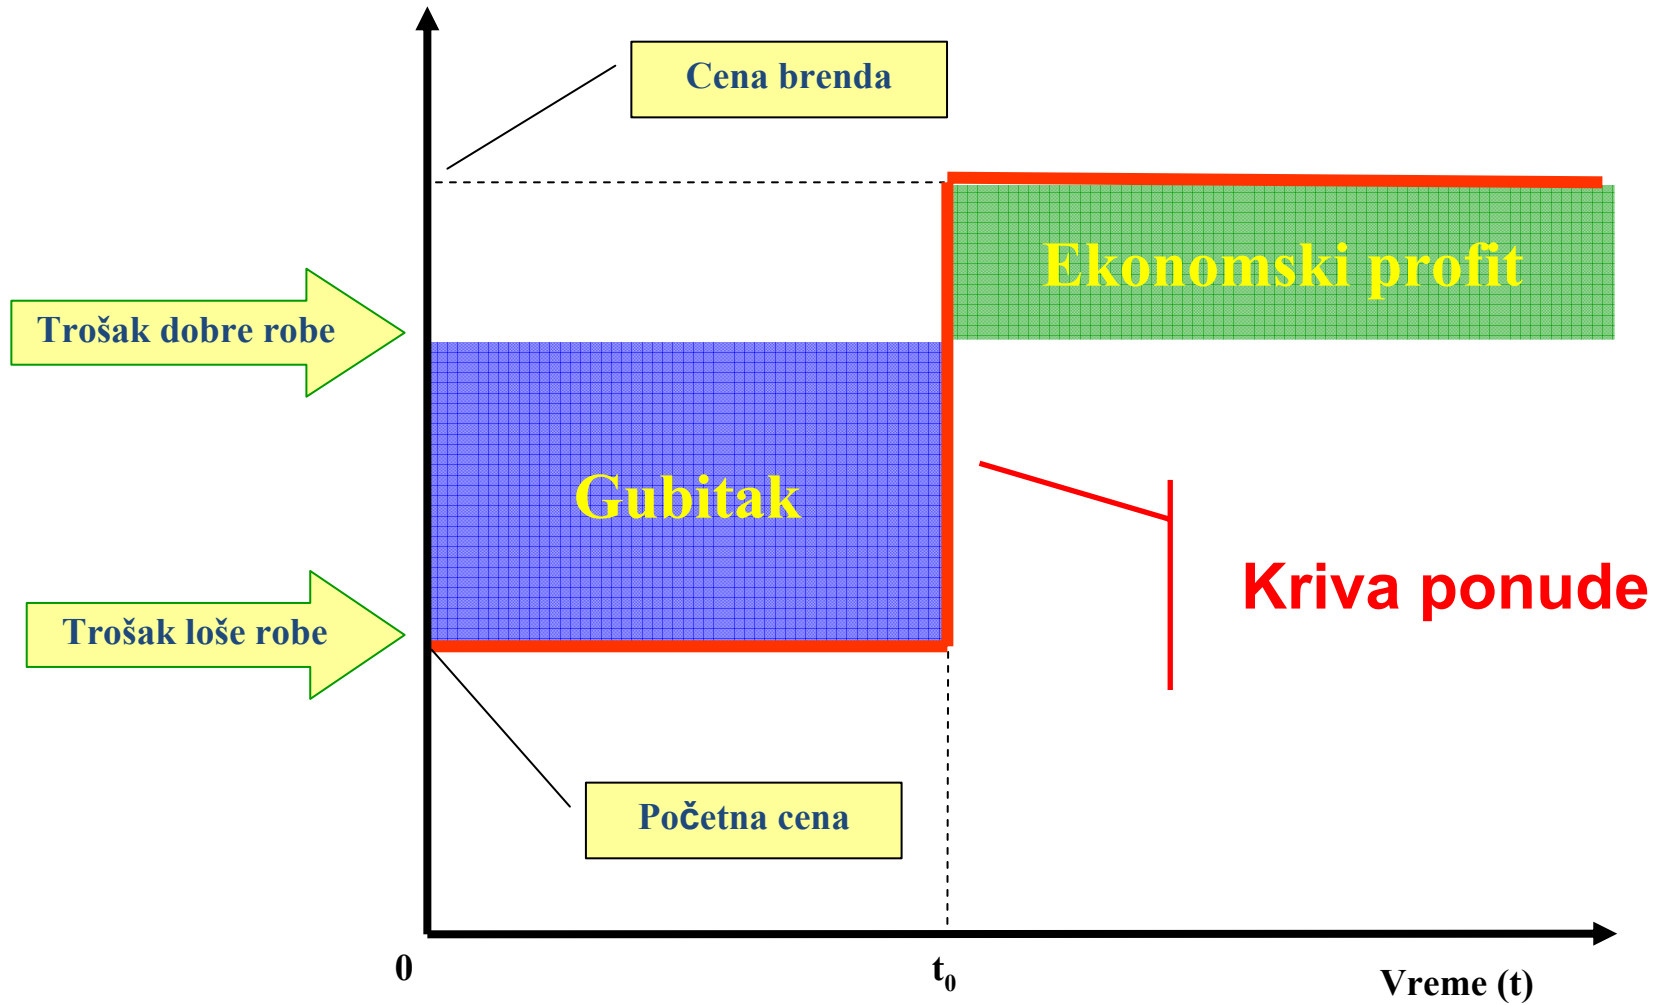 Cena brenda
Ekonomski profit
Trošak dobre robe
Gubitak
Kriva ponude
Trošak loše robe
Početna cena
0
t₀
Vreme (t)